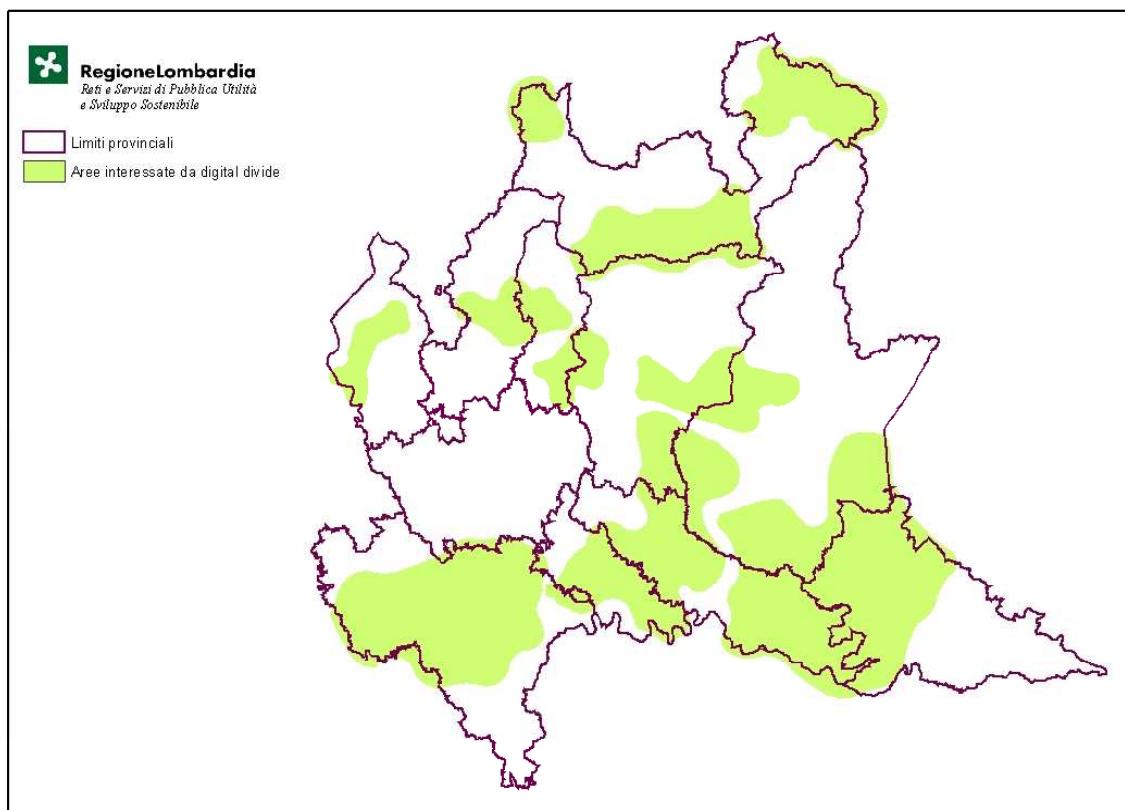 RegioneLombardia
Reti e Servizi di Pubblica Utilità
e Sviluppo Sostenibile
Limiti provinciali
Aree interessate da digital divide